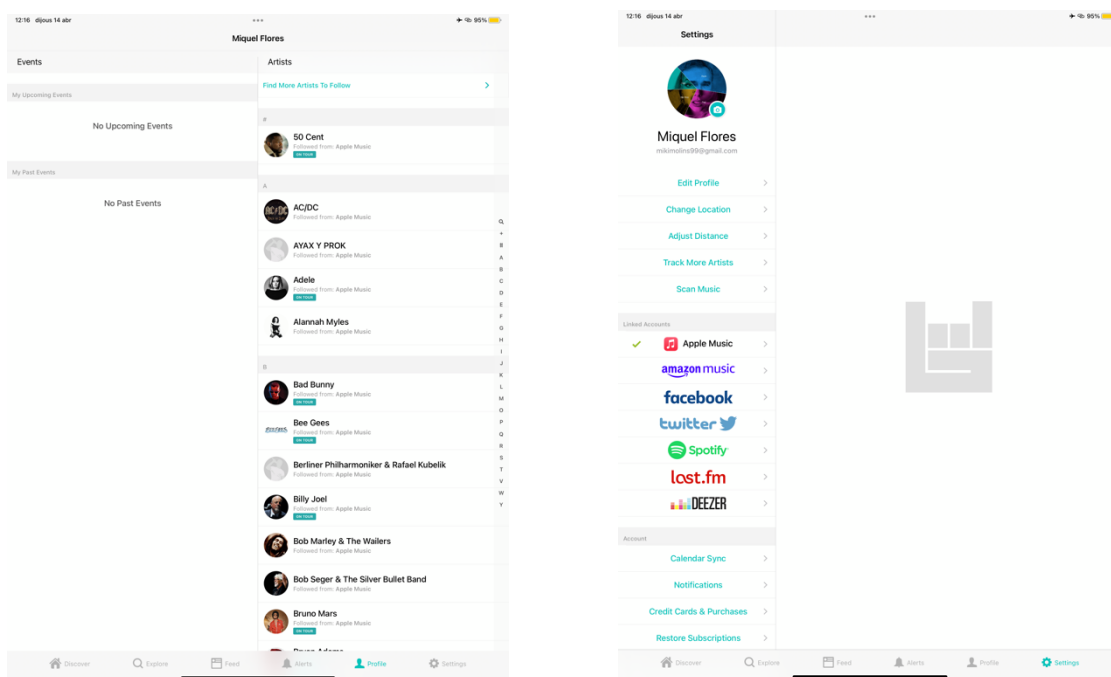 12:16 dijous 14 abr
95%
Miquel Flores
Events
My Upcoming Events
No Upcoming Events
My Past Events
No Past Events
Artists
Find More Artists To Follow
#
50 Cent
Followed from: Apple Music
ON TOUR
A
AC/DC
Followed from: Apple Music
AYAX Y PROK
Followed from: Apple Music
Adele
Followed from: Apple Music
ON TOUR
Alannah Myles
Followed from: Apple Music
B
Bad Bunny
Followed from: Apple Music
ON TOUR
Bee Gees
Followed from: Apple Music
ON TOUR
Berliner Philharmoniker & Rafael Kubelik
Followed from: Apple Music
Billy Joel
Followed from: Apple Music
ON TOUR
Bob Marley & The Wailers
Followed from: Apple Music
Bob Seger & The Silver Bullet Band
Followed from: Apple Music
Bruno Mars
Followed from: Apple Music
ON TOUR
Bryan Adams
+
#
A
B
C
D
E
F
G
H
I
J
K
L
M
O
P
Q
R
S
T
V
W
Y
Discover
Explore
Feed
Alerts
Profile
Settings
12:16 dijous 14 abr
95%
Settings
Miquel Flores
mikimolins99@gmail.com
Edit Profile
Change Location
Adjust Distance
Track More Artists
Scan Music
Linked Accounts
Apple Music
amazon music
facebook
twitter
Spotify
last.fm
DEEZER
Account
Calendar Sync
Notifications
Credit Cards & Purchases
Restore Subscriptions
Discover
Explore
Feed
Alerts
Profile
Settings